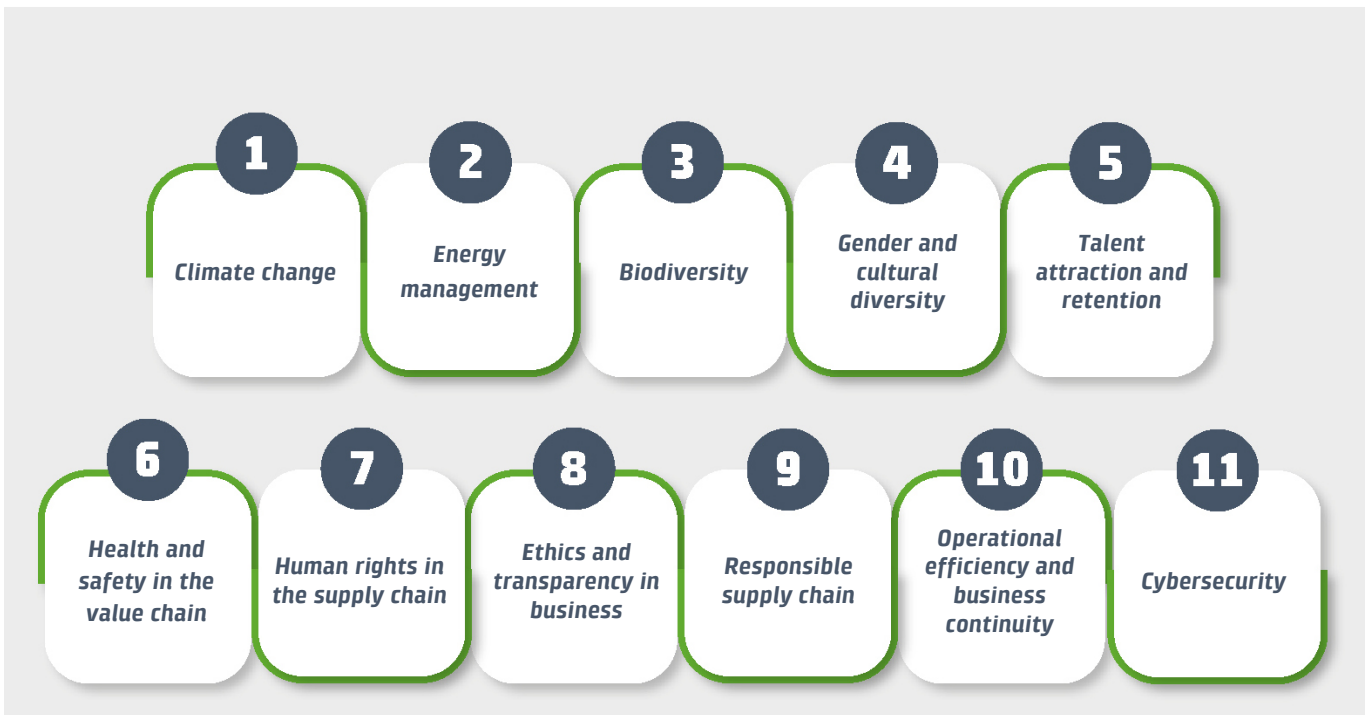 1
Climate change
2
Energy
management
3
Biodiversity
4
Gender and
cultural
diversity
5
Talent
attraction and
retention
6
Health and
safety in the
value chain
7
Human rights in
the supply chain
8
Ethics and
transparency in
business
9
Responsible
supply chain
10
Operational
efficiency and
business
continuity
11
Cybersecurity